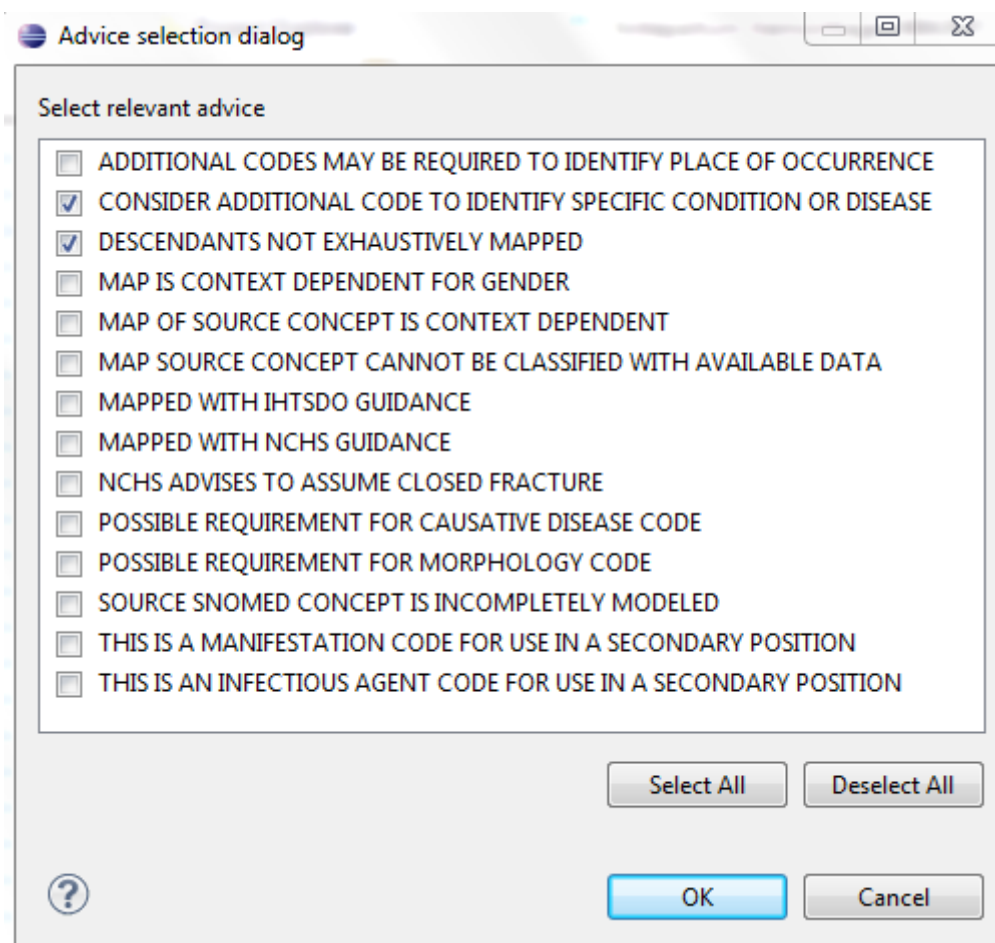 Advice selection dialog
Select relevant advice
ADDITIONAL CODES MAY BE REQUIRED TO IDENTIFY PLACE OF OCCURRENCE
CONSIDER ADDITIONAL CODE TO IDENTIFY SPECIFIC CONDITION OR DISEASE
DESCENDANTS NOT EXHAUSTIVELY MAPPED
MAP IS CONTEXT DEPENDENT FOR GENDER
MAP OF SOURCE CONCEPT IS CONTEXT DEPENDENT
MAP SOURCE CONCEPT CANNOT BE CLASSIFIED WITH AVAILABLE DATA
MAPPED WITH IHTSDO GUIDANCE
MAPPED WITH NCHS GUIDANCE
NCHS ADVISES TO ASSUME CLOSED FRACTURE
POSSIBLE REQUIREMENT FOR CAUSATIVE DISEASE CODE
POSSIBLE REQUIREMENT FOR MORPHOLOGY CODE
SOURCE SNOMED CONCEPT IS INCOMPLETELY MODELED
THIS IS A MANIFESTATION CODE FOR USE IN A SECONDARY POSITION
THIS IS AN INFECTIOUS AGENT CODE FOR USE IN A SECONDARY POSITION
Select All Deselect All
? OK Cancel